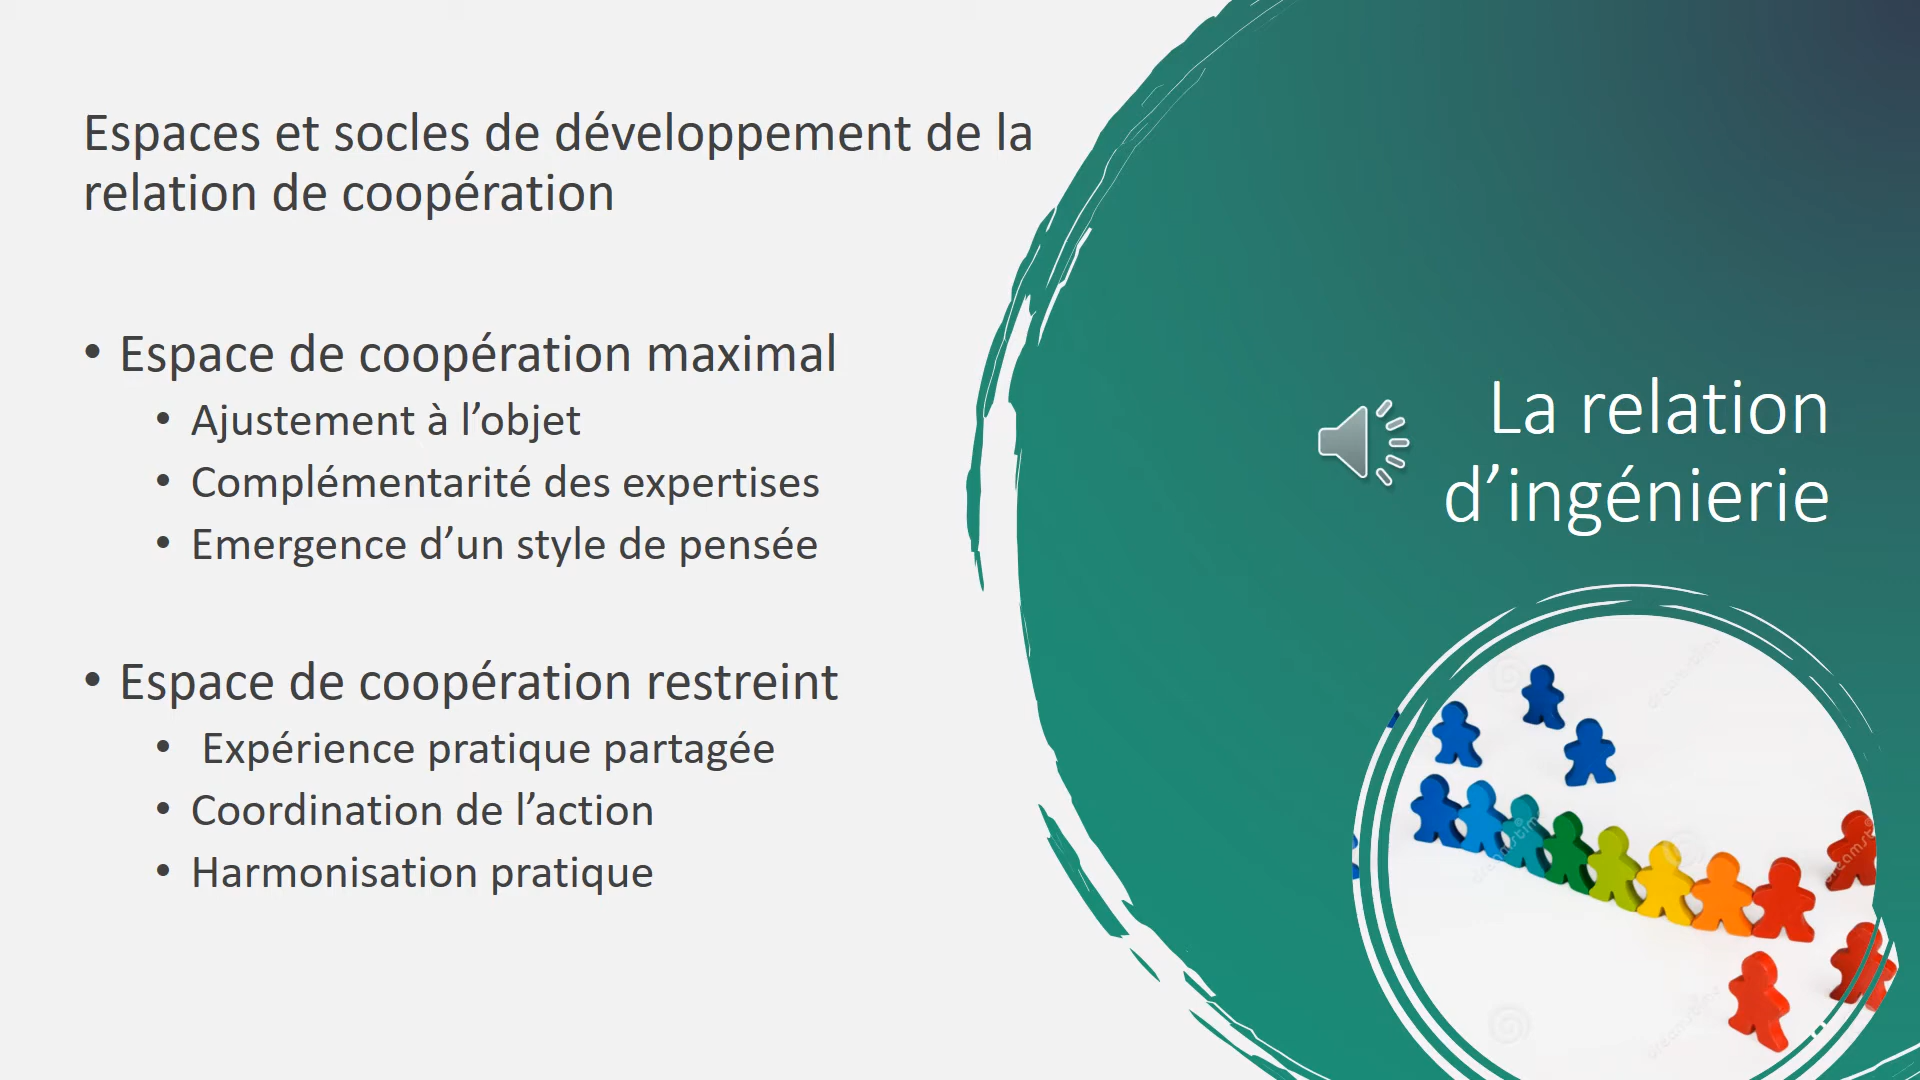 Espaces et socles de développement de la
relation de coopération
• Espace de coopération maximal
• Ajustement à l’objet
• Complémentarité des expertises
• Emergence d’un style de pensée
• Espace de coopération restreint
• Expérience pratique partagée
• Coordination de l’action
• Harmonisation pratique
La relation
d’ingénierie